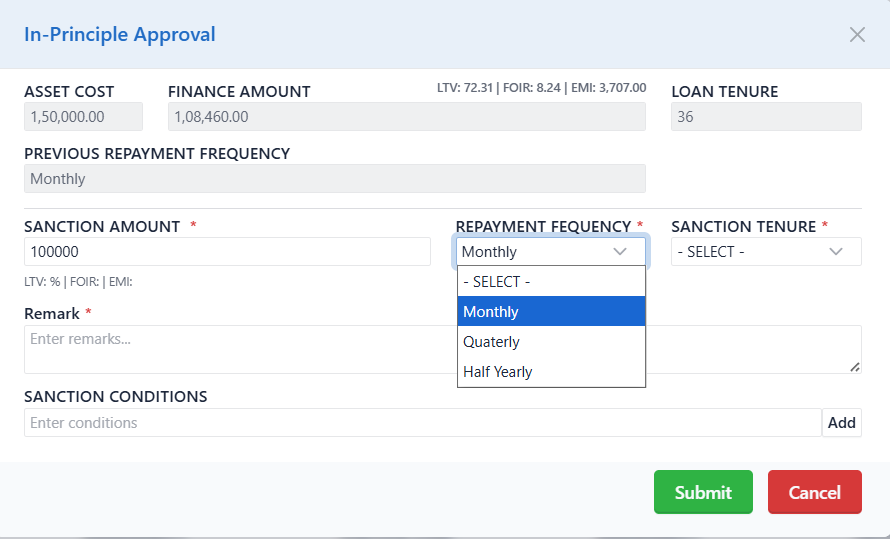 In-Principle Approval
ASSET COST
FINANCE AMOUNT
LTV: 72.31 | FOIR: 8.24 | EMI: 3,707.00
LOAN TENURE
1,50,000.00
1,08,460.00
36
PREVIOUS REPAYMENT FREQUENCY
Monthly
SANCTION AMOUNT *
REPAYMENT FEQUENCY *
SANCTION TENURE *
100000
Monthly
- SELECT -
LTV: % | FOIR: | EMI:
- SELECT -
Monthly
Quaterly
Half Yearly
Remark *
Enter remarks...
SANCTION CONDITIONS
Enter conditions
Add
Submit
Cancel